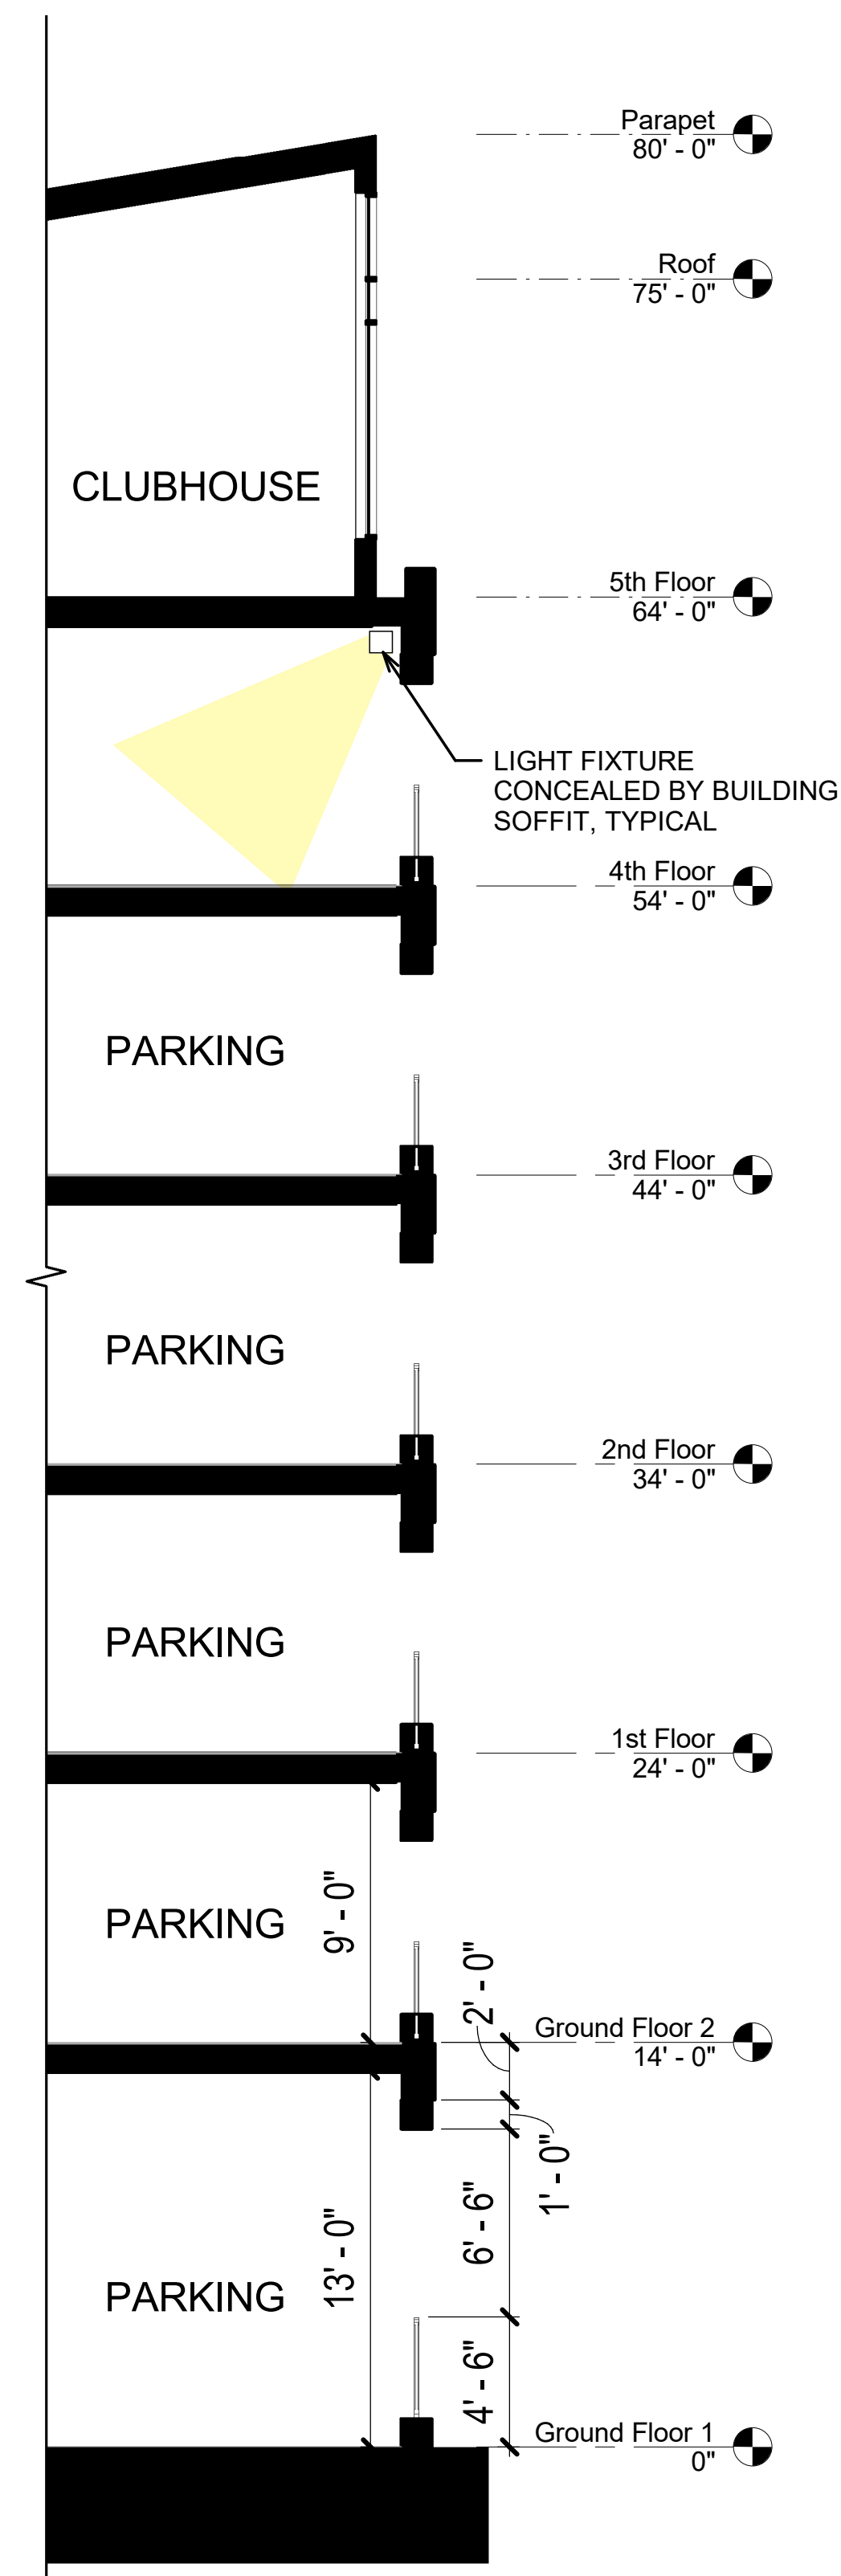 Parapet
80' - 0"
Roof
75' - 0"
CLUBHOUSE
5th Floor
64' - 0"
LIGHT FIXTURE
CONCEALED BY BUILDING
SOFFIT, TYPICAL
4th Floor
54' - 0"
PARKING
3rd Floor
44' - 0"
PARKING
2nd Floor
34' - 0"
PARKING
1st Floor
24' - 0"
PARKING
9' - 0"
2' - 0"
Ground Floor 2
14' - 0"
1' - 0"
6' - 6"
13' - 0"
PARKING
4' - 6"
Ground Floor 1
0"